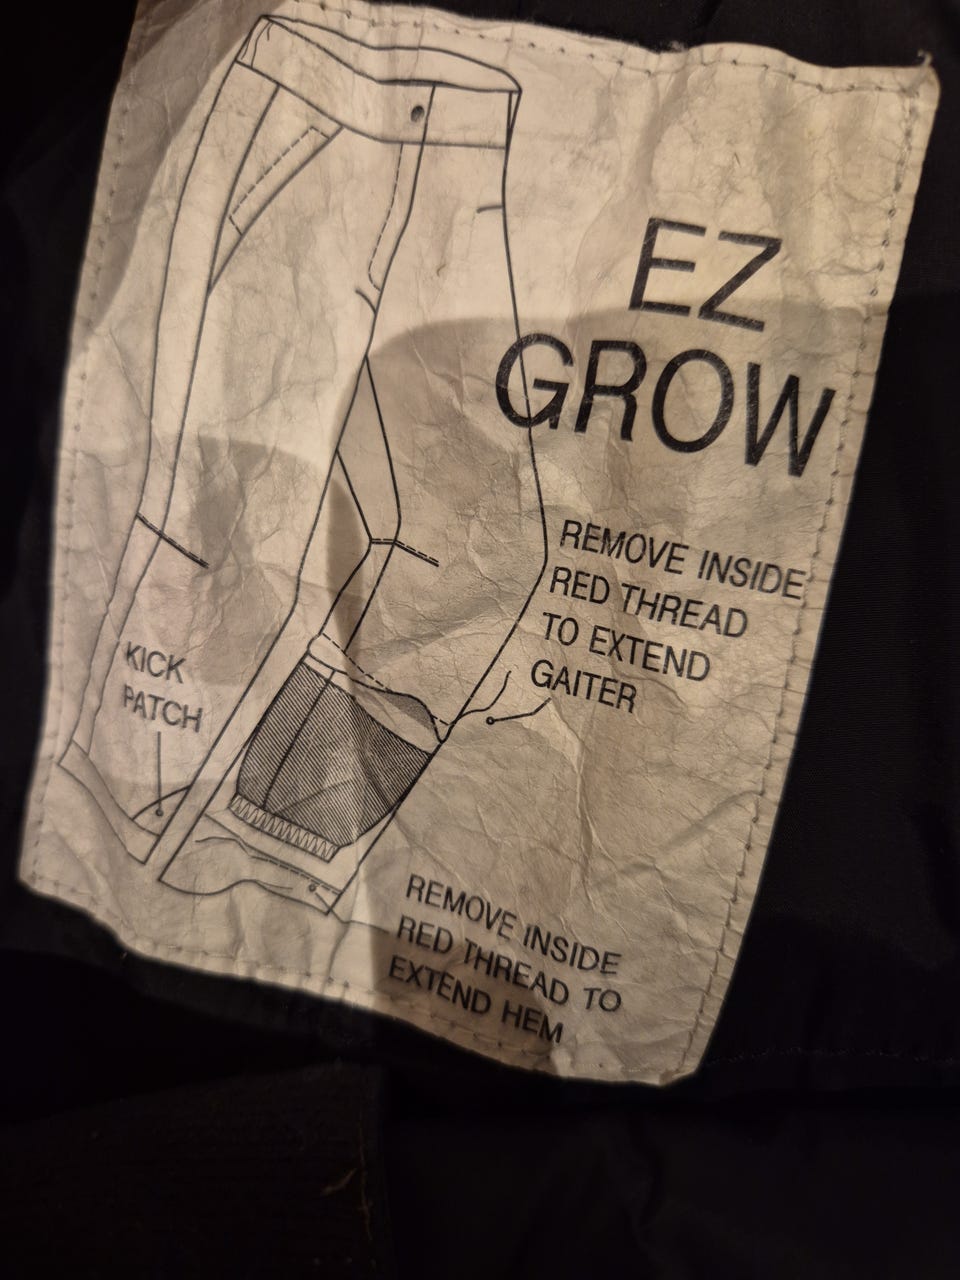 EZ
GROW
REMOVE INSIDE
RED THREAD
TO EXTEND
GAITER
KICK
PATCH
REMOVE INSIDE
RED THREAD TO
EXTEND HEM